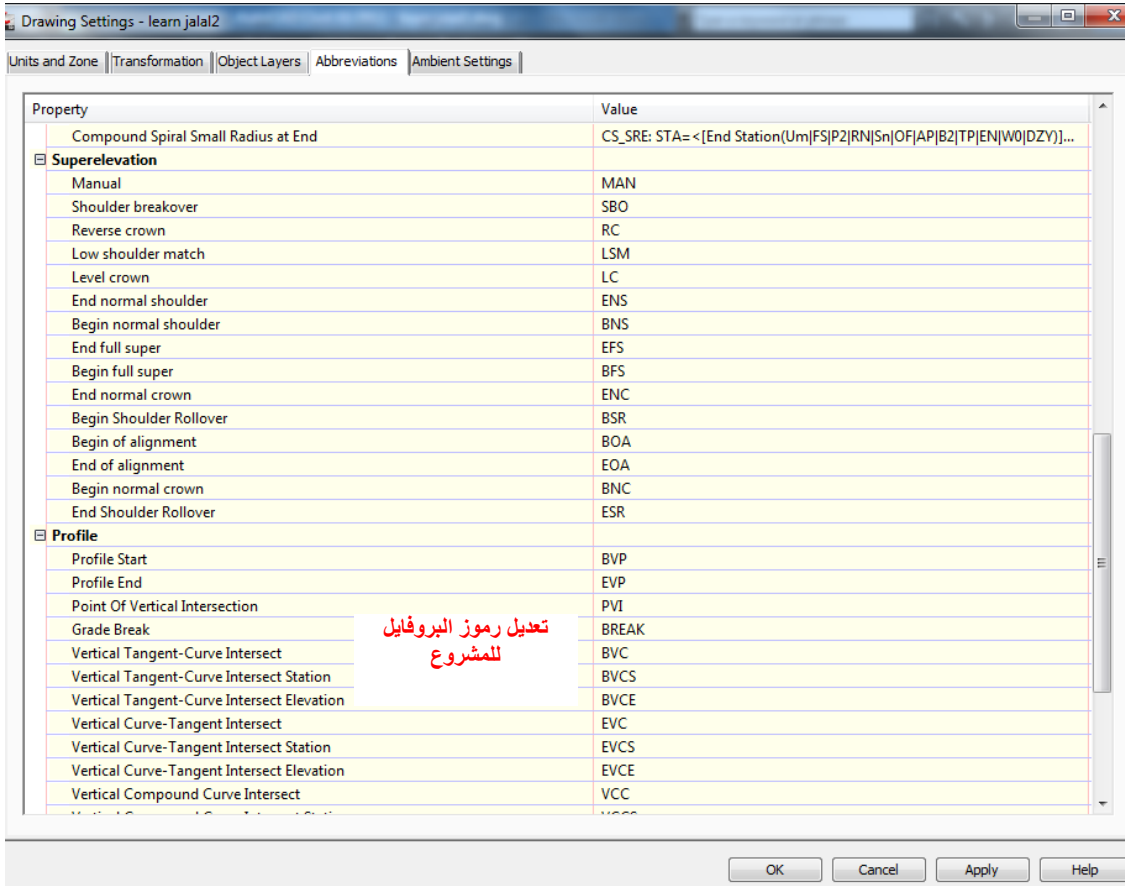 Drawing Settings - learn jalal2
Units and Zone Transformation Object Layers Abbreviations Ambient Settings
Property Value
Compound Spiral Small Radius at End CS_SRE: STA=<[End Station(Um|FS|P2|RN|Sn|OF|AP|B2|TP|EN|W0|DZY)]...
Superelevation
Manual MAN
Shoulder breakover SBO
Reverse crown RC
Low shoulder match LSM
Level crown LC
End normal shoulder ENS
Begin normal shoulder BNS
End full super EFS
Begin full super BFS
End normal crown ENC
Begin Shoulder Rollover BSR
Begin of alignment BOA
End of alignment EOA
Begin normal crown BNC
End Shoulder Rollover ESR
Profile
Profile Start BVP
Profile End EVP
Point Of Vertical Intersection PVI
Grade Break BREAK
تعديل رموز البروفايل
للمشروع
Vertical Tangent-Curve Intersect BVC
Vertical Tangent-Curve Intersect Station BVCS
Vertical Tangent-Curve Intersect Elevation BVCE
Vertical Curve-Tangent Intersect EVC
Vertical Curve-Tangent Intersect Station EVCS
Vertical Curve-Tangent Intersect Elevation EVCE
Vertical Compound Curve Intersect VCC
OK Cancel Apply Help